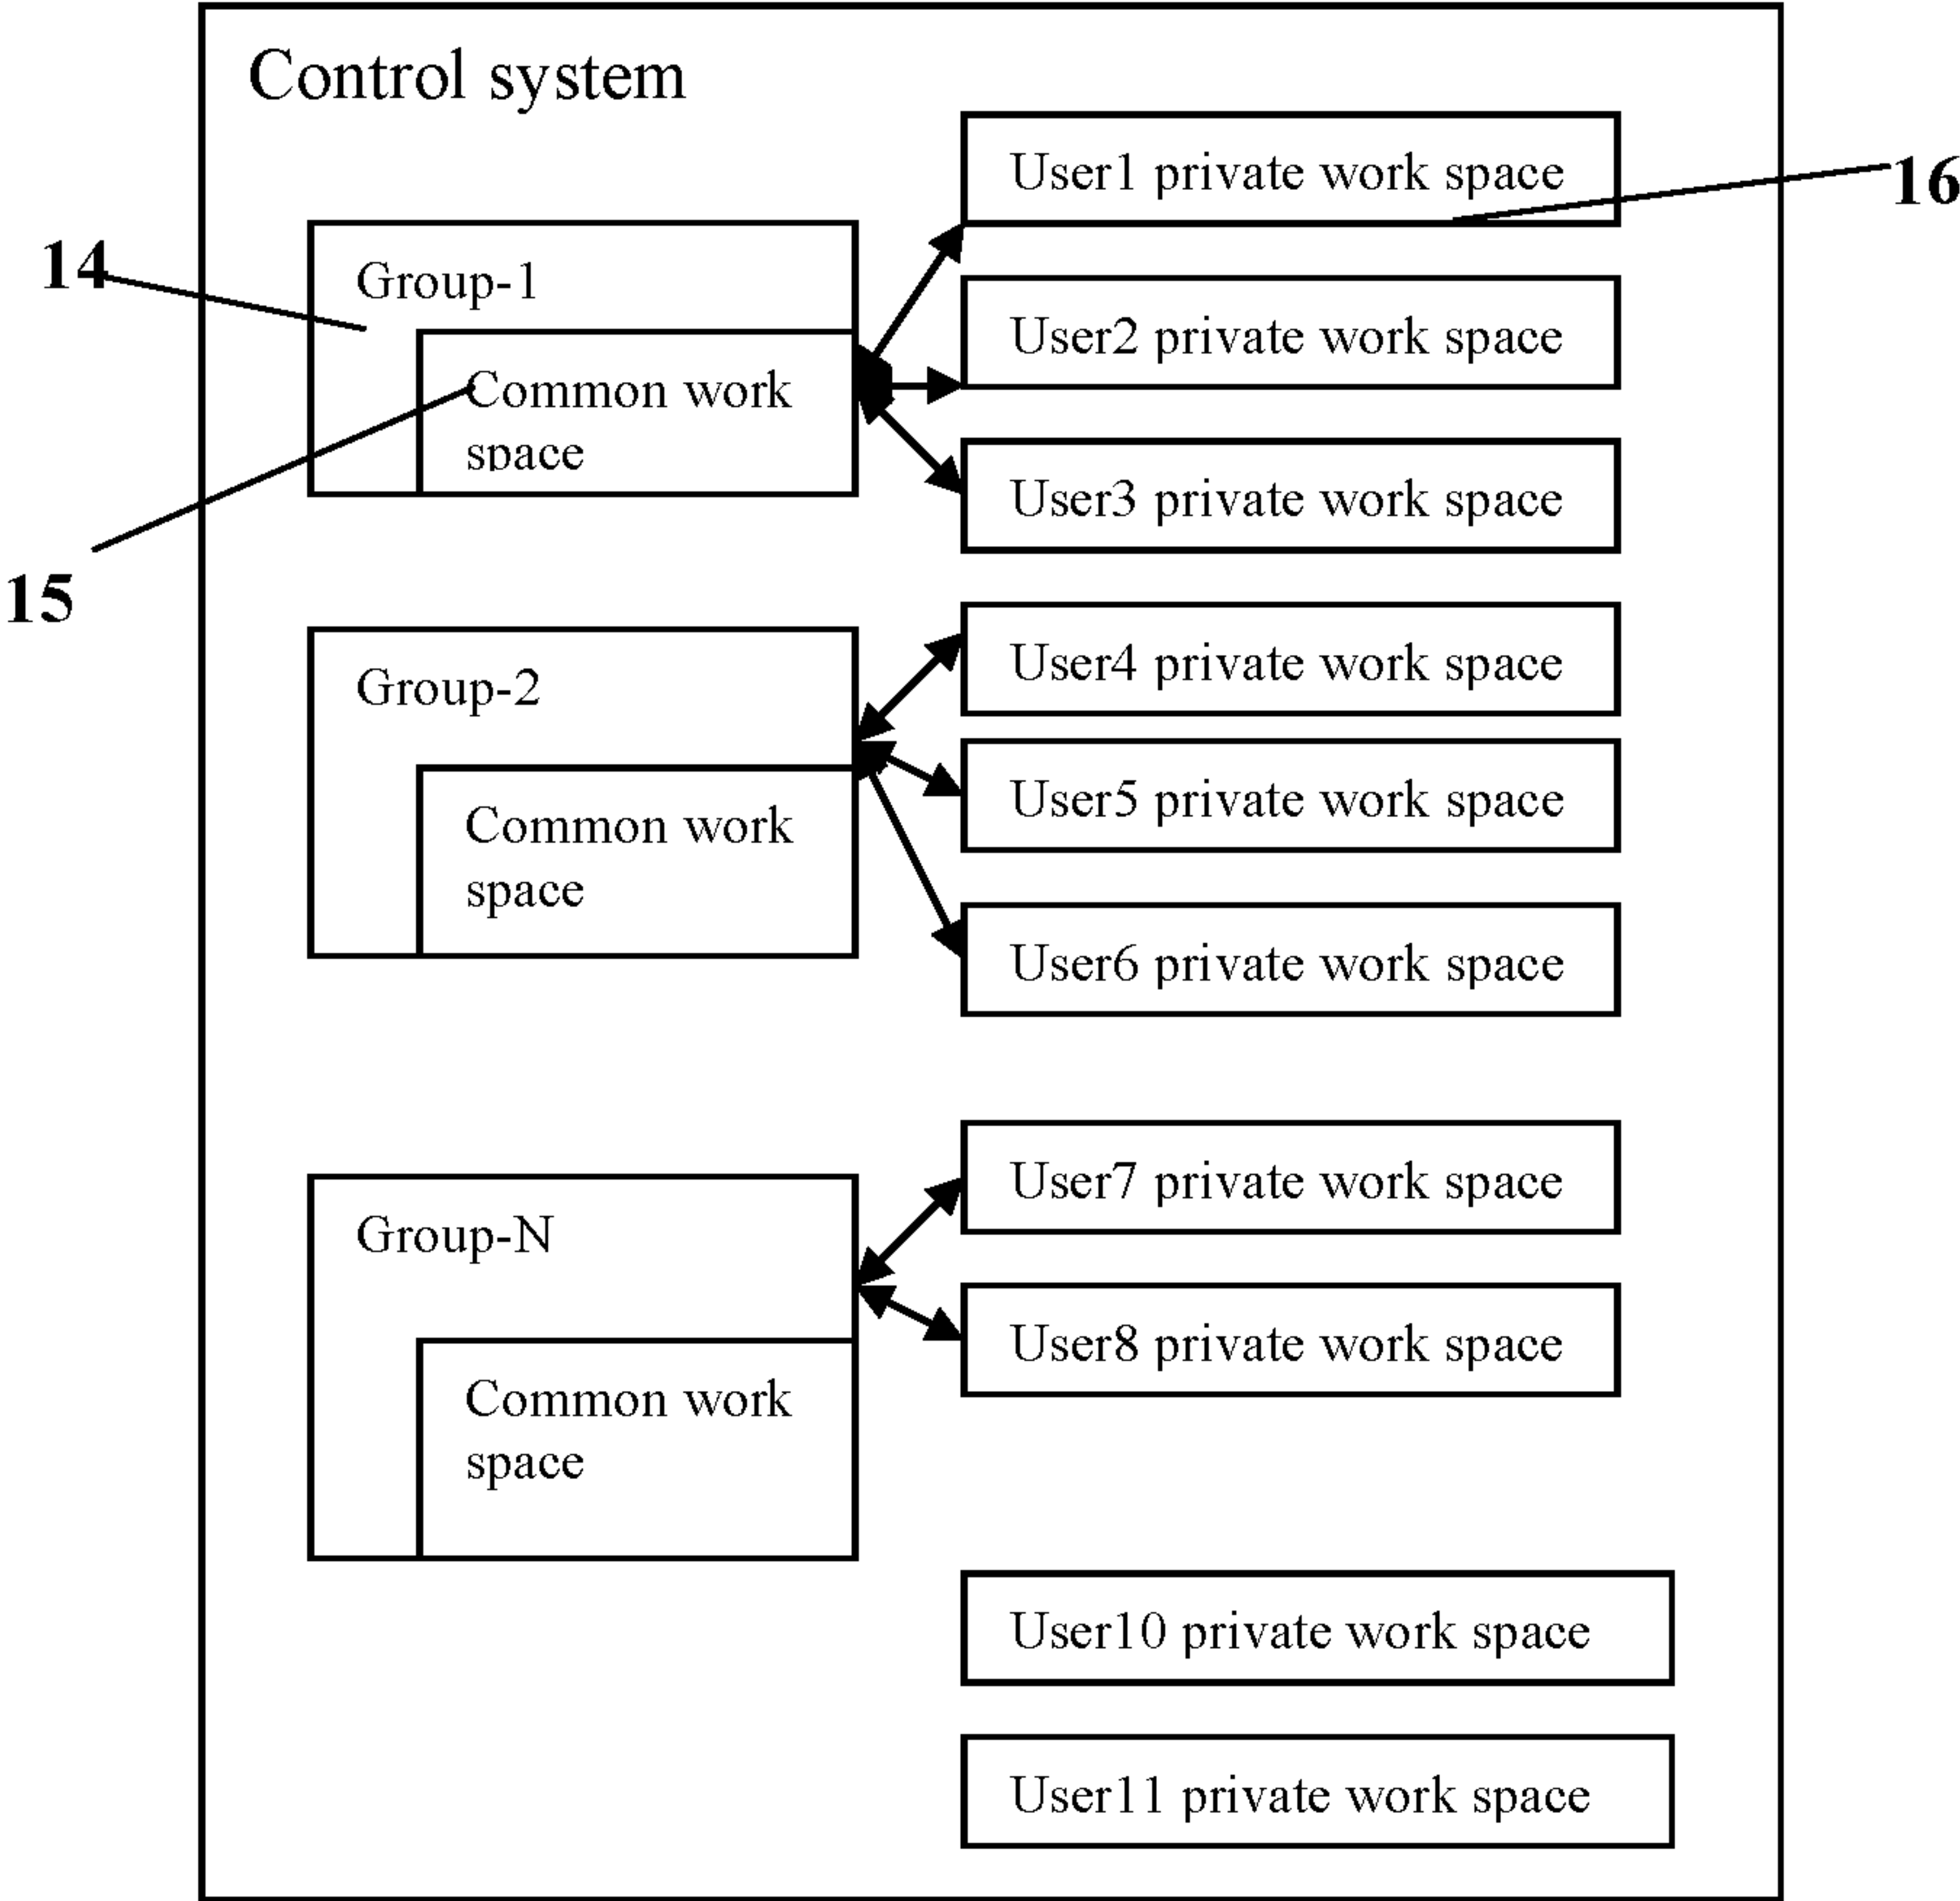 Control system
User1 private work space
16
14
Group-1
User2 private work space
Common work
space
User3 private work space
15
Group-2
User4 private work space
Common work
space
User5 private work space
User6 private work space
Group-N
User7 private work space
User8 private work space
Common work
space
User10 private work space
User11 private work space